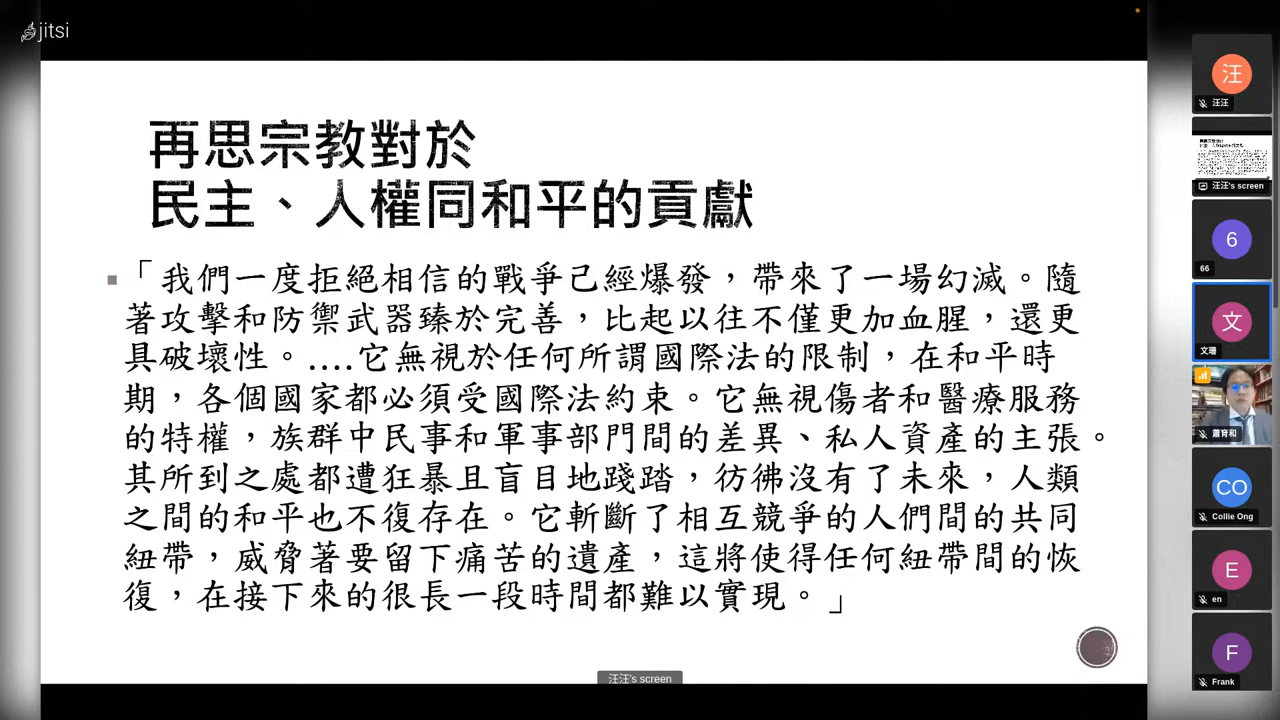 jitsi
再思宗教對於
民主、人權同和平的貢獻
「我們一度拒絕相信的戰爭已經爆發，帶來了一場幻滅。隨
著攻擊和防禦武器臻於完善，比起以往不僅更加血腥，還更
具破壞性。....它無視於任何所謂國際法的限制，在和平時
期，各個國家都必須受國際法約束。它無視傷者和醫療服務
的特權，族群中民事和軍事部門間的差異、私人資產的主張。
其所到之處都遭狂暴且盲目地踐踏，彷彿沒有了未來，人類
之間的和平也不復存在。它斬斷了相互競爭的人們間的共同
紐帶，威脅著要留下痛苦的遺產，這將使得任何紐帶間的恢
復，在接下來的很長一段時間都難以實現。」
汪汪's screen
汪
汪汪
汪汪's screen
6
66
文
文珊
蕭育和
CO
Collie Ong
E
en
F
Frank